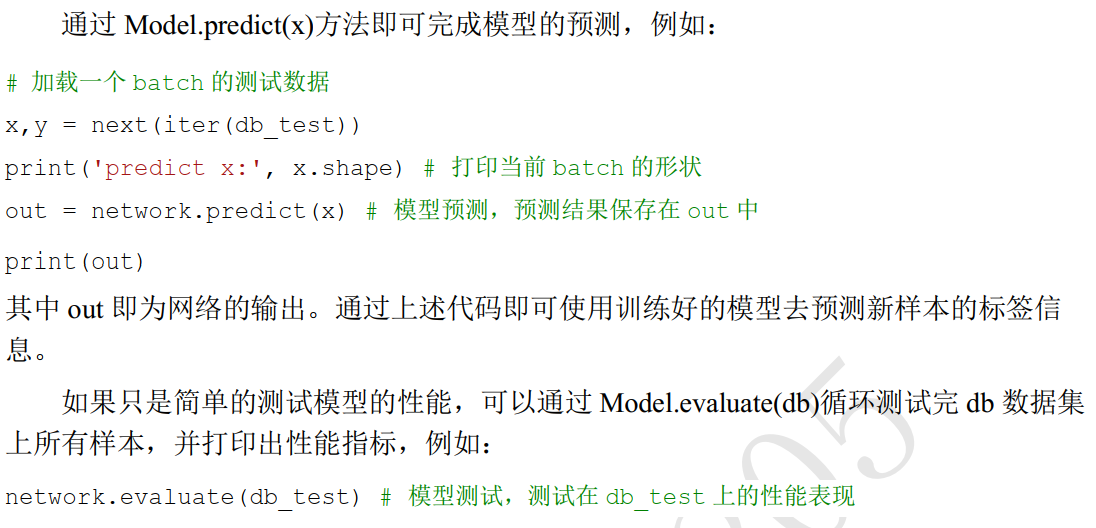 通过 Model.predict(x)方法即可完成模型的预测，例如：
# 加载一个 batch 的测试数据
x,y = next(iter(db_test))
print('predict x:', x.shape) # 打印当前 batch 的形状
out = network.predict(x) # 模型预测，预测结果保存在 out 中
print(out)
其中 out 即为网络的输出。通过上述代码即可使用训练好的模型去预测新样本的标签信
息。
如果只是简单的测试模型的性能，可以通过 Model.evaluate(db)循环测试完 db 数据集
上所有样本，并打印出性能指标，例如：
network.evaluate(db_test) # 模型测试，测试在 db_test 上的性能表现